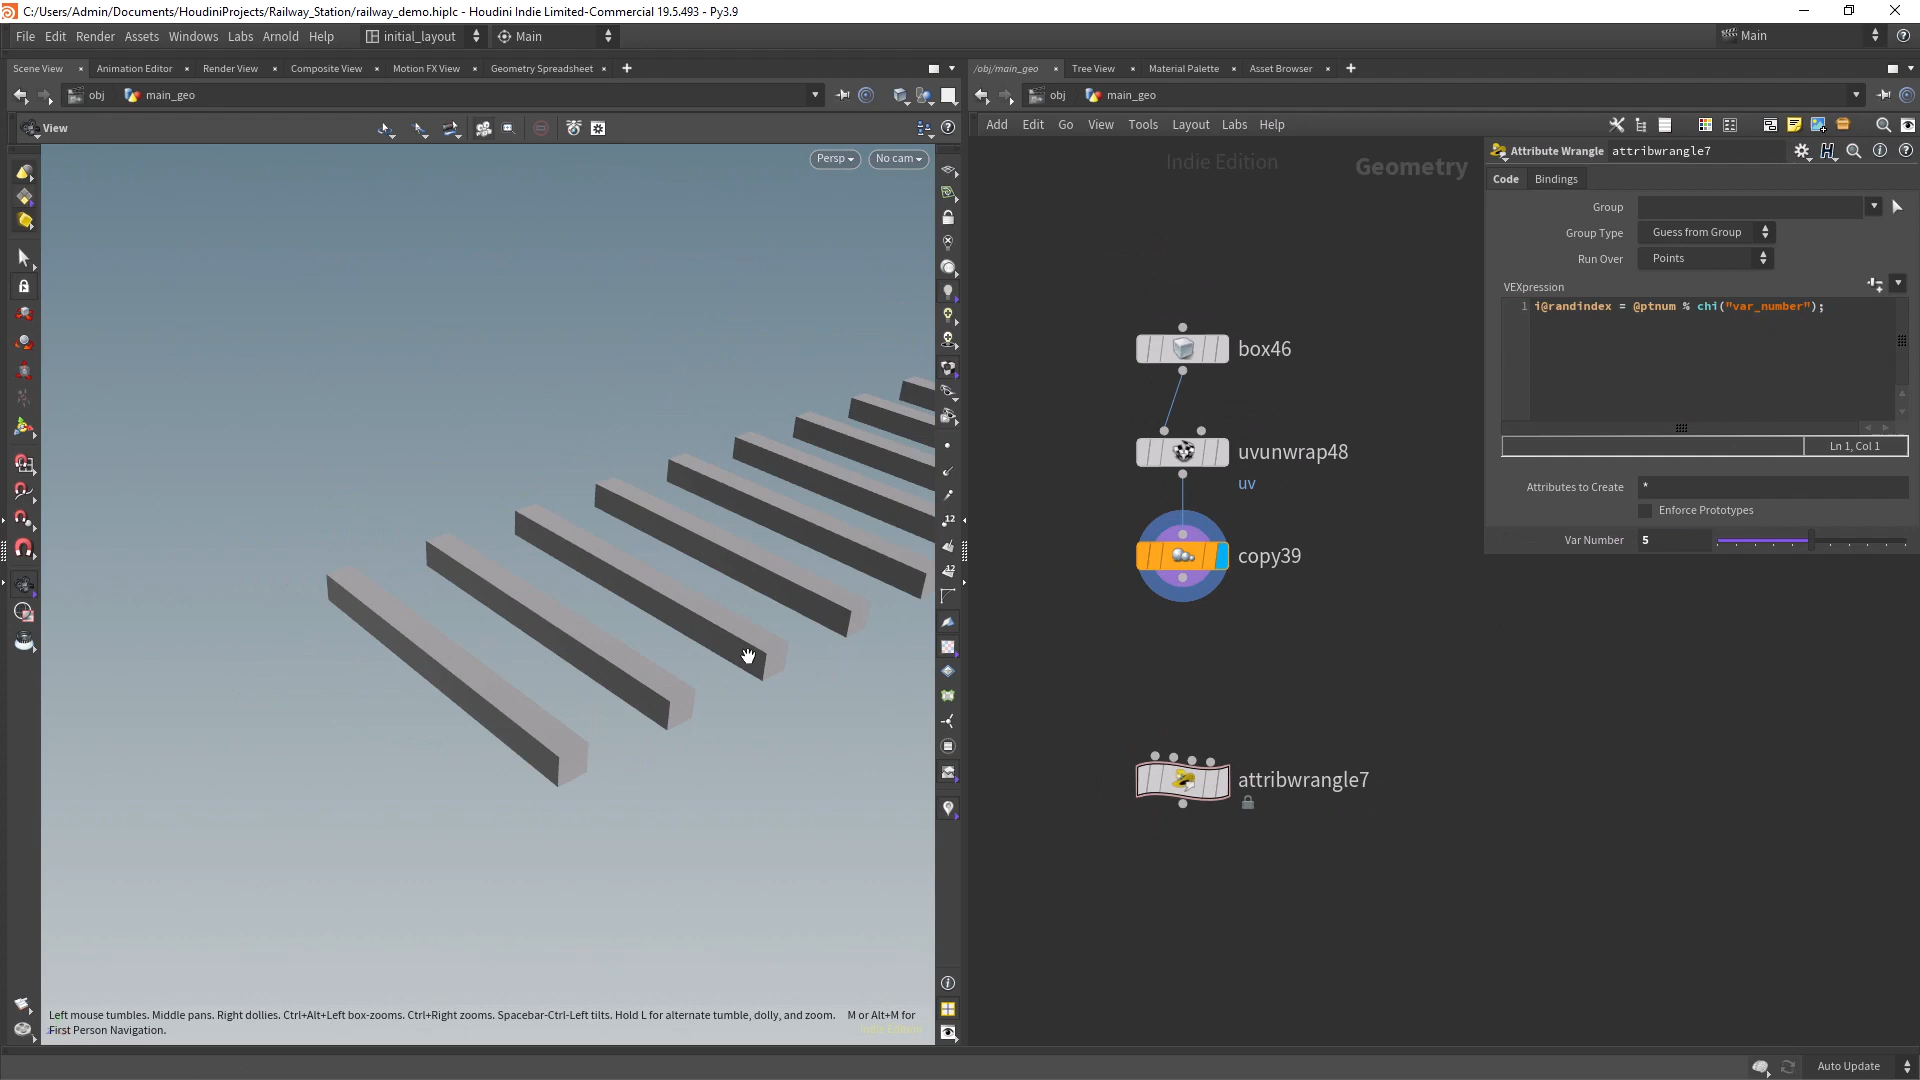 C:/Users/Admin/Documents/HoudiniProjects/Railway_Station/railway_demo.hiplc - Houdini Indie Limited-Commercial 19.5.493 - Py3.9
File Edit Render Assets Windows Labs Arnold Help initial_layout Main
Main
Scene View Animation Editor Render View Composite View Motion FX View Geometry Spreadsheet
/obj/main_geo Tree View Material Palette Asset Browser
obj main_geo
obj main_geo
View
Add Edit Go View Tools Layout Labs Help
Persp No cam
Indie Edition
Geometry
Attribute Wrangle attribwrangle7
Code Bindings
Group
Group Type Guess from Group
Run Over Points
VEXpression
1 i@randindex = @ptnum % chi("var_number");
Ln 1, Col 1
Attributes to Create *
Enforce Prototypes
Var Number 5
box46
uvunwrap48
uv
copy39
attribwrangle7
12
12
Left mouse tumbles. Middle pans. Right dollies. Ctrl+Alt+Left box-zooms. Ctrl+Right zooms. Spacebar-Ctrl-Left tilts. Hold L for alternate tumble, dolly, and zoom. M or Alt+M for
First Person Navigation.
Indie Edition
Auto Update